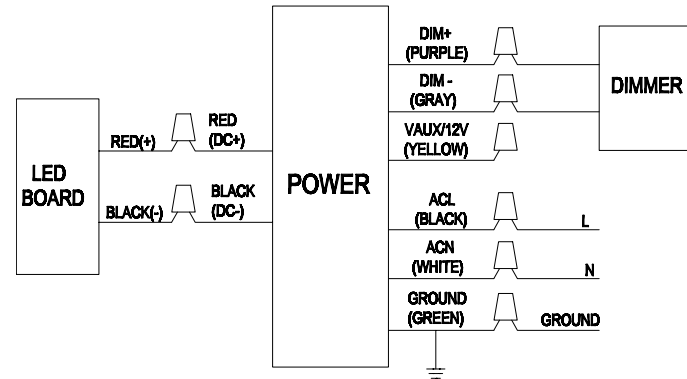 LED
BOARD
RED(+)
RED
(DC+)
BLACK(-)
BLACK
(DC-)
POWER
DIM+
(PURPLE)
DIM -
(GRAY)
VAUX/12V
(YELLOW)
ACL
(BLACK)
L
ACN
(WHITE)
N
GROUND
(GREEN)
GROUND
DIMMER